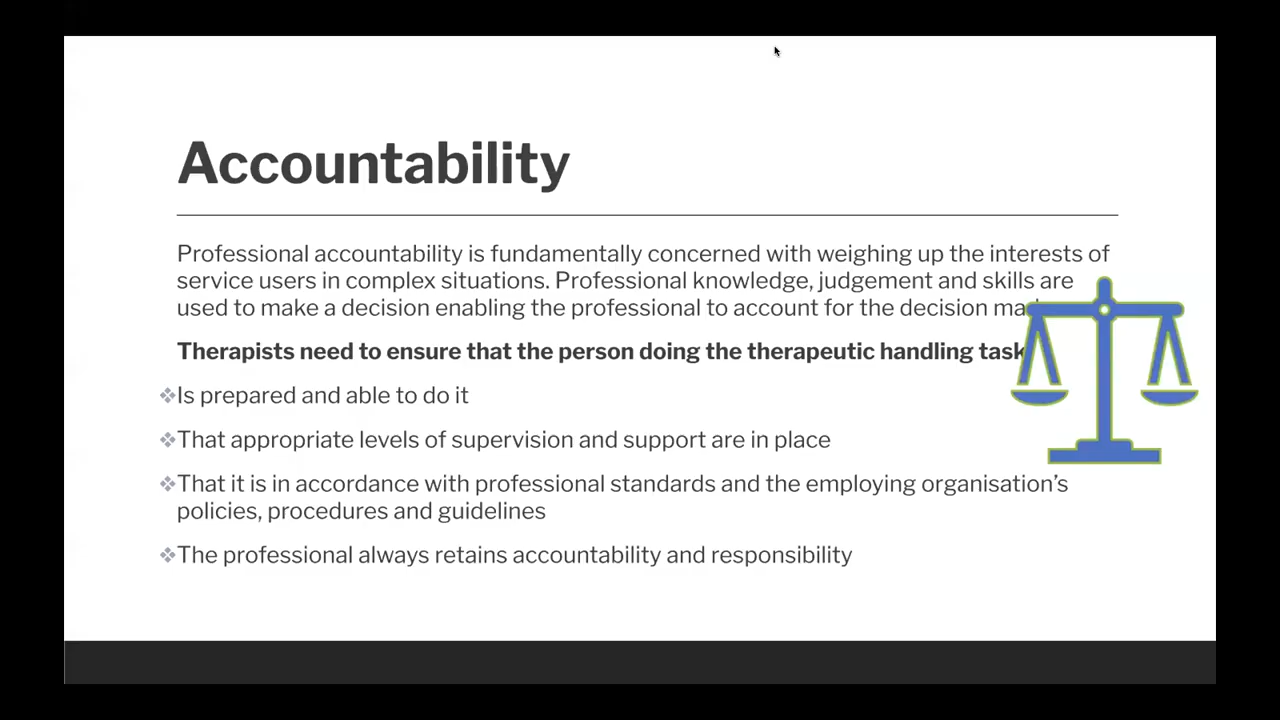 Accountability
Professional accountability is fundamentally concerned with weighing up the interests of
service users in complex situations. Professional knowledge, judgement and skills are
used to make a decision enabling the professional to account for the decision
Therapists need to ensure that the person doing the therapeutic handling task
❖Is prepared and able to do it
❖That appropriate levels of supervision and support are in place
❖That it is in accordance with professional standards and the employing organisation’s
policies, procedures and guidelines
❖The professional always retains accountability and responsibility